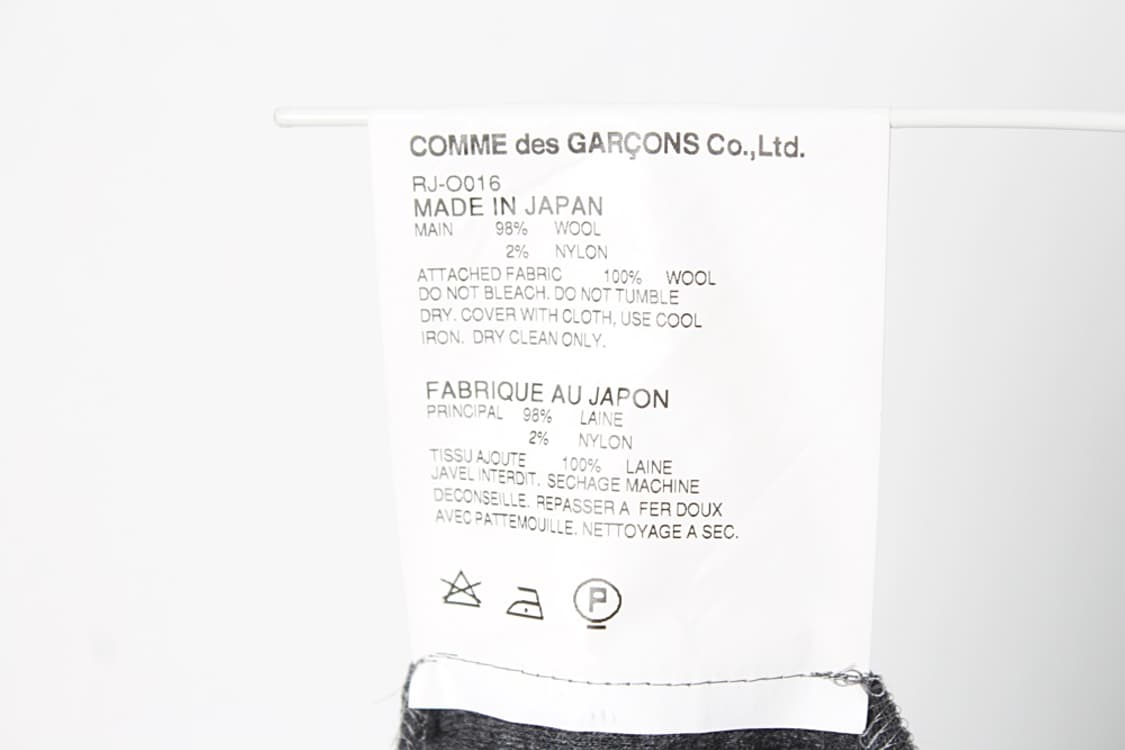 COMME des GARÇONS Co.,Ltd.
RJ-O016
MADE IN JAPAN
MAIN 98% WOOL
2% NYLON
ATTACHED FABRIC 100% WOOL
DO NOT BLEACH. DO NOT TUMBLE
DRY. COVER WITH CLOTH, USE COOL
IRON. DRY CLEAN ONLY.
FABRIQUE AU JAPON
PRINCIPAL 98% LAINE
2% NYLON
TISSU AJOUTE 100% LAINE
JAVEL INTERDIT. SECHAGE MACHINE
DECONSEILLE. REPASSER A FER DOUX
AVEC PATTEMOUILLE. NETTOYAGE A SEC.
P